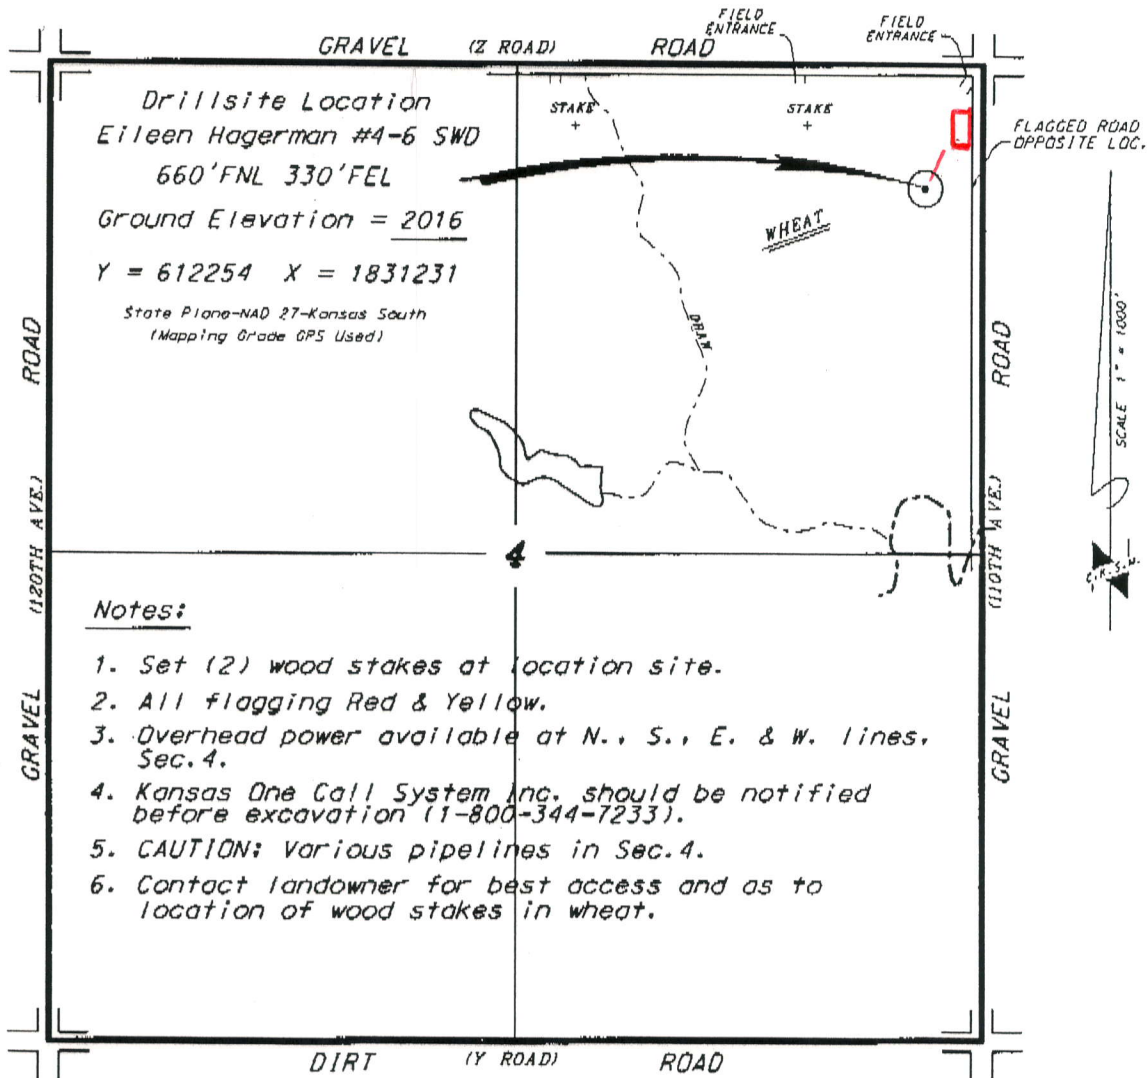 FIELD
ENTRANCE
FIELD
ENTRANCE
GRAVEL (Z ROAD) ROAD
Drillsite Location
Eileen Hagerman #4-6 SWD
660'FNL 330'FEL
Ground Elevation = 2016
Y = 612254 X = 1831231
State Plane-NAD 27-Kansas South
(Mapping Grade GPS Used)
STAKE
STAKE
FLAGGED ROAD
OPPOSITE LOC.
WHEAT
DRAW
ROAD
(120TH AVE.)
GRAVEL
ROAD
(110TH AVE.)
GRAVEL
SCALE 1" = 1000'
4
Notes:
1. Set (2) wood stakes at location site.
2. All flagging Red & Yellow.
3. Overhead power available at N., S., E. & W. lines,
Sec.4.
4. Kansas One Call System Inc. should be notified
before excavation (1-800-344-7233).
5. CAUTION: Various pipelines in Sec.4.
6. Contact landowner for best access and as to
location of wood stakes in wheat.
DIRT (Y ROAD) ROAD